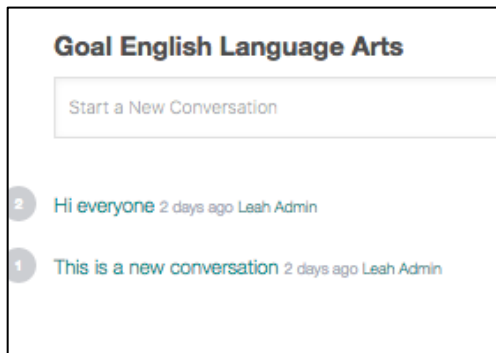 Goal English Language Arts
Start a New Conversation
2 Hi everyone 2 days ago Leah Admin
1 This is a new conversation 2 days ago Leah Admin